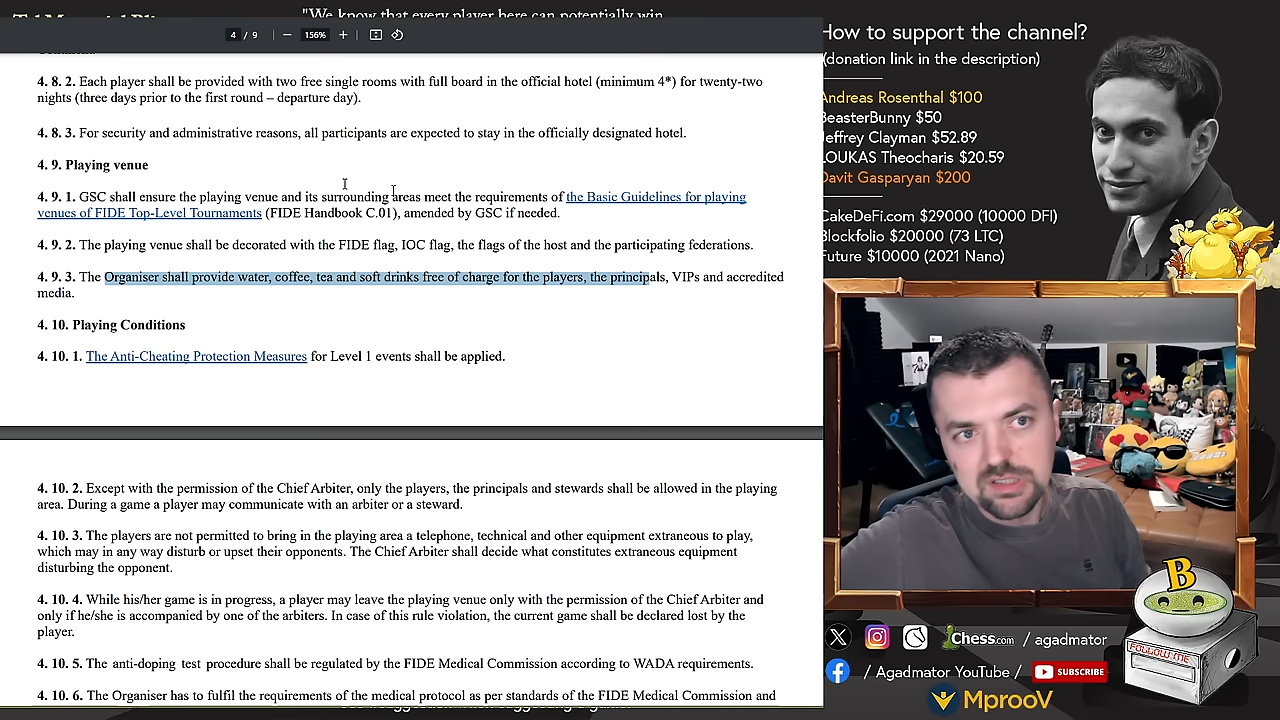 "We know that every player here can potentially win
4 / 9
156%
4. 8. 2. Each player shall be provided with two free single rooms with full board in the official hotel (minimum 4*) for twenty-two
nights (three days prior to the first round – departure day).
4. 8. 3. For security and administrative reasons, all participants are expected to stay in the officially designated hotel.
4. 9. Playing venue
4. 9. 1. GSC shall ensure the playing venue and its surrounding areas meet the requirements of the Basic Guidelines for playing
venues of FIDE Top-Level Tournaments (FIDE Handbook C.01), amended by GSC if needed.
4. 9. 2. The playing venue shall be decorated with the FIDE flag, IOC flag, the flags of the host and the participating federations.
4. 9. 3. The Organiser shall provide water, coffee, tea and soft drinks free of charge for the players, the principals, VIPs and accredited
media.
4. 10. Playing Conditions
4. 10. 1. The Anti-Cheating Protection Measures for Level 1 events shall be applied.
4. 10. 2. Except with the permission of the Chief Arbiter, only the players, the principals and stewards shall be allowed in the playing
area. During a game a player may communicate with an arbiter or a steward.
4. 10. 3. The players are not permitted to bring in the playing area a telephone, technical and other equipment extraneous to play,
which may in any way disturb or upset their opponents. The Chief Arbiter shall decide what constitutes extraneous equipment
disturbing the opponent.
4. 10. 4. While his/her game is in progress, a player may leave the playing venue only with the permission of the Chief Arbiter and
only if he/she is accompanied by one of the arbiters. In case of this rule violation, the current game shall be declared lost by the
player.
4. 10. 5. The anti-doping test procedure shall be regulated by the FIDE Medical Commission according to WADA requirements.
4. 10. 6. The Organiser has to fulfil the requirements of the medical protocol as per standards of the FIDE Medical Commission and
How to support the channel?
(donation link in the description)
Andreas Rosenthal $100
BeasterBunny $50
Jeffrey Clayman $52.89
LOUKAS Theocharis $20.59
Davit Gasparyan $200
CakeDeFi.com $29000 (10000 DFI)
Blockfolio $20000 (73 LTC)
Future $10000 (2021 Nano)
B
FOLLOW ME
Chess.com / agadmator
/ Agadmator YouTube /
SUBSCRIBE
MprooV